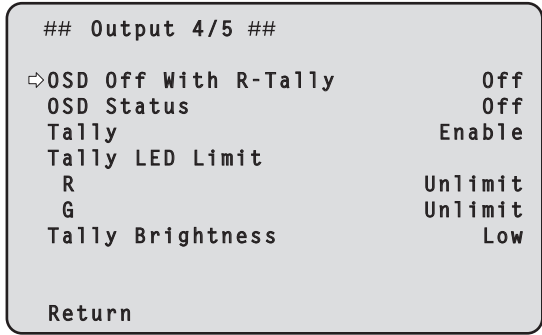 ## Output 4/5 ##
⇨OSD Off With R-Tally Off
OSD Status Off
Tally Enable
Tally LED Limit
R Unlimit
G Unlimit
Tally Brightness Low
Return